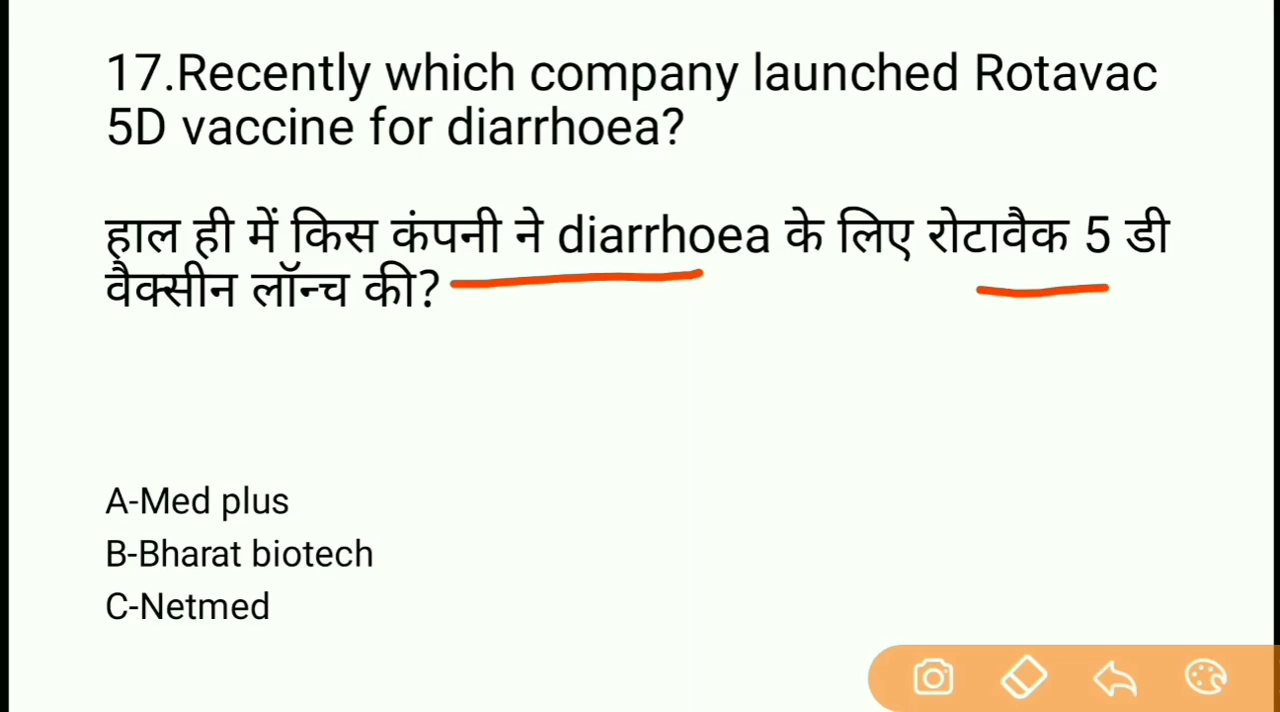 17.Recently which company launched Rotavac
5D vaccine for diarrhoea?
हाल ही में किस कंपनी ने diarrhoea के लिए रोटावैक 5 डी
वैक्सीन लॉन्च की?
A-Med plus
B-Bharat biotech
C-Netmed